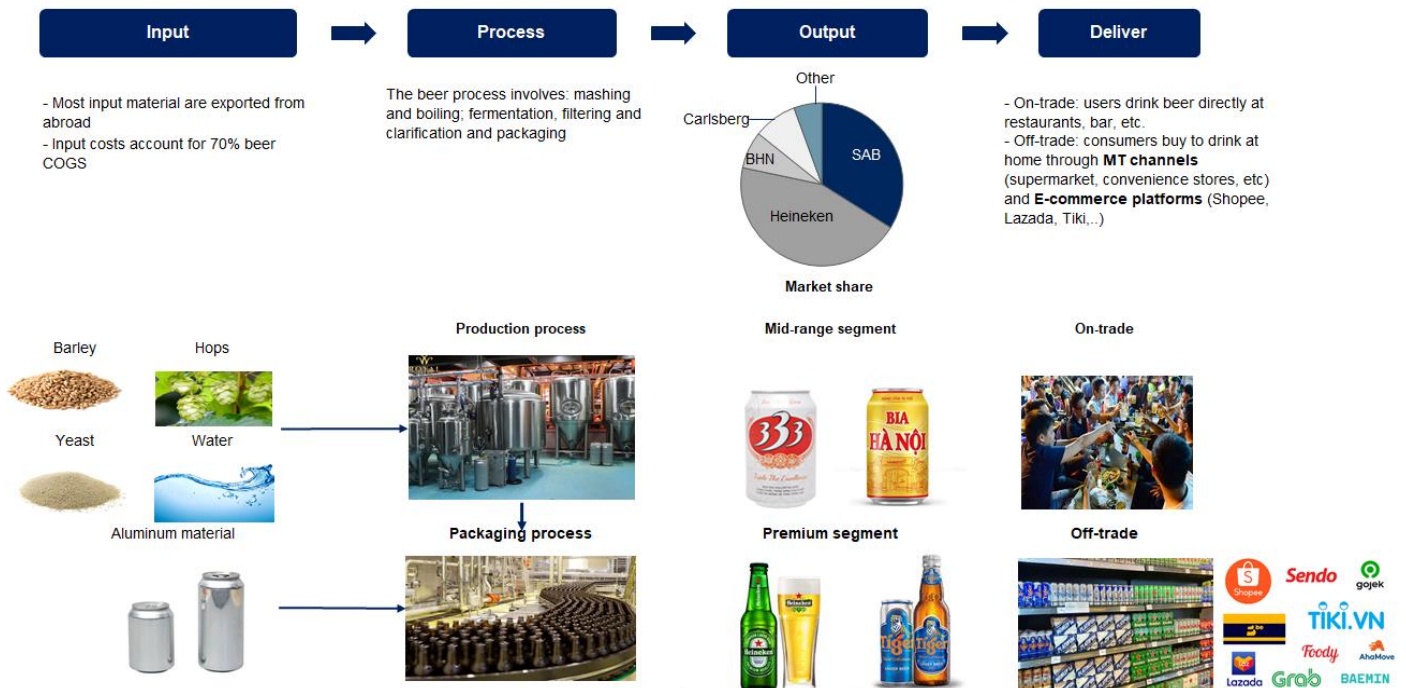 Input
Process
Output
Deliver
- Most input material are exported from
abroad
- Input costs account for 70% beer
COGS
The beer process involves: mashing
and boiling; fermentation, filtering and
clarification and packaging
Other
Carlsberg
BHN
SAB
Heineken
Market share
- On-trade: users drink beer directly at
restaurants, bar, etc.
- Off-trade: consumers buy to drink at
home through MT channels
(supermarket, convenience stores, etc)
and E-commerce platforms (Shopee,
Lazada, Tiki,..)
Barley
Hops
Yeast
Water
Aluminum material
Production process
ROYAL
Packaging process
Mid-range segment
333
BIA
HÀ NỘI
Premium segment
Heineken
Heineken
Tiger
Tiger
On-trade
Off-trade
Shopee
Sendo
gojek
be
TIKI.VN
Foody
AhaMove
Lazada
Grab
BAEMIN